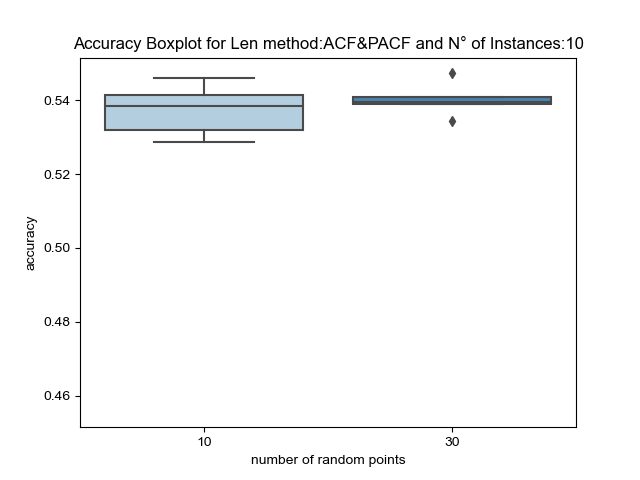 Accuracy Boxplot for Len method:ACF&PACF and N° of Instances:10
0.54
0.52
0.50
0.48
0.46
accuracy
10 30
number of random points